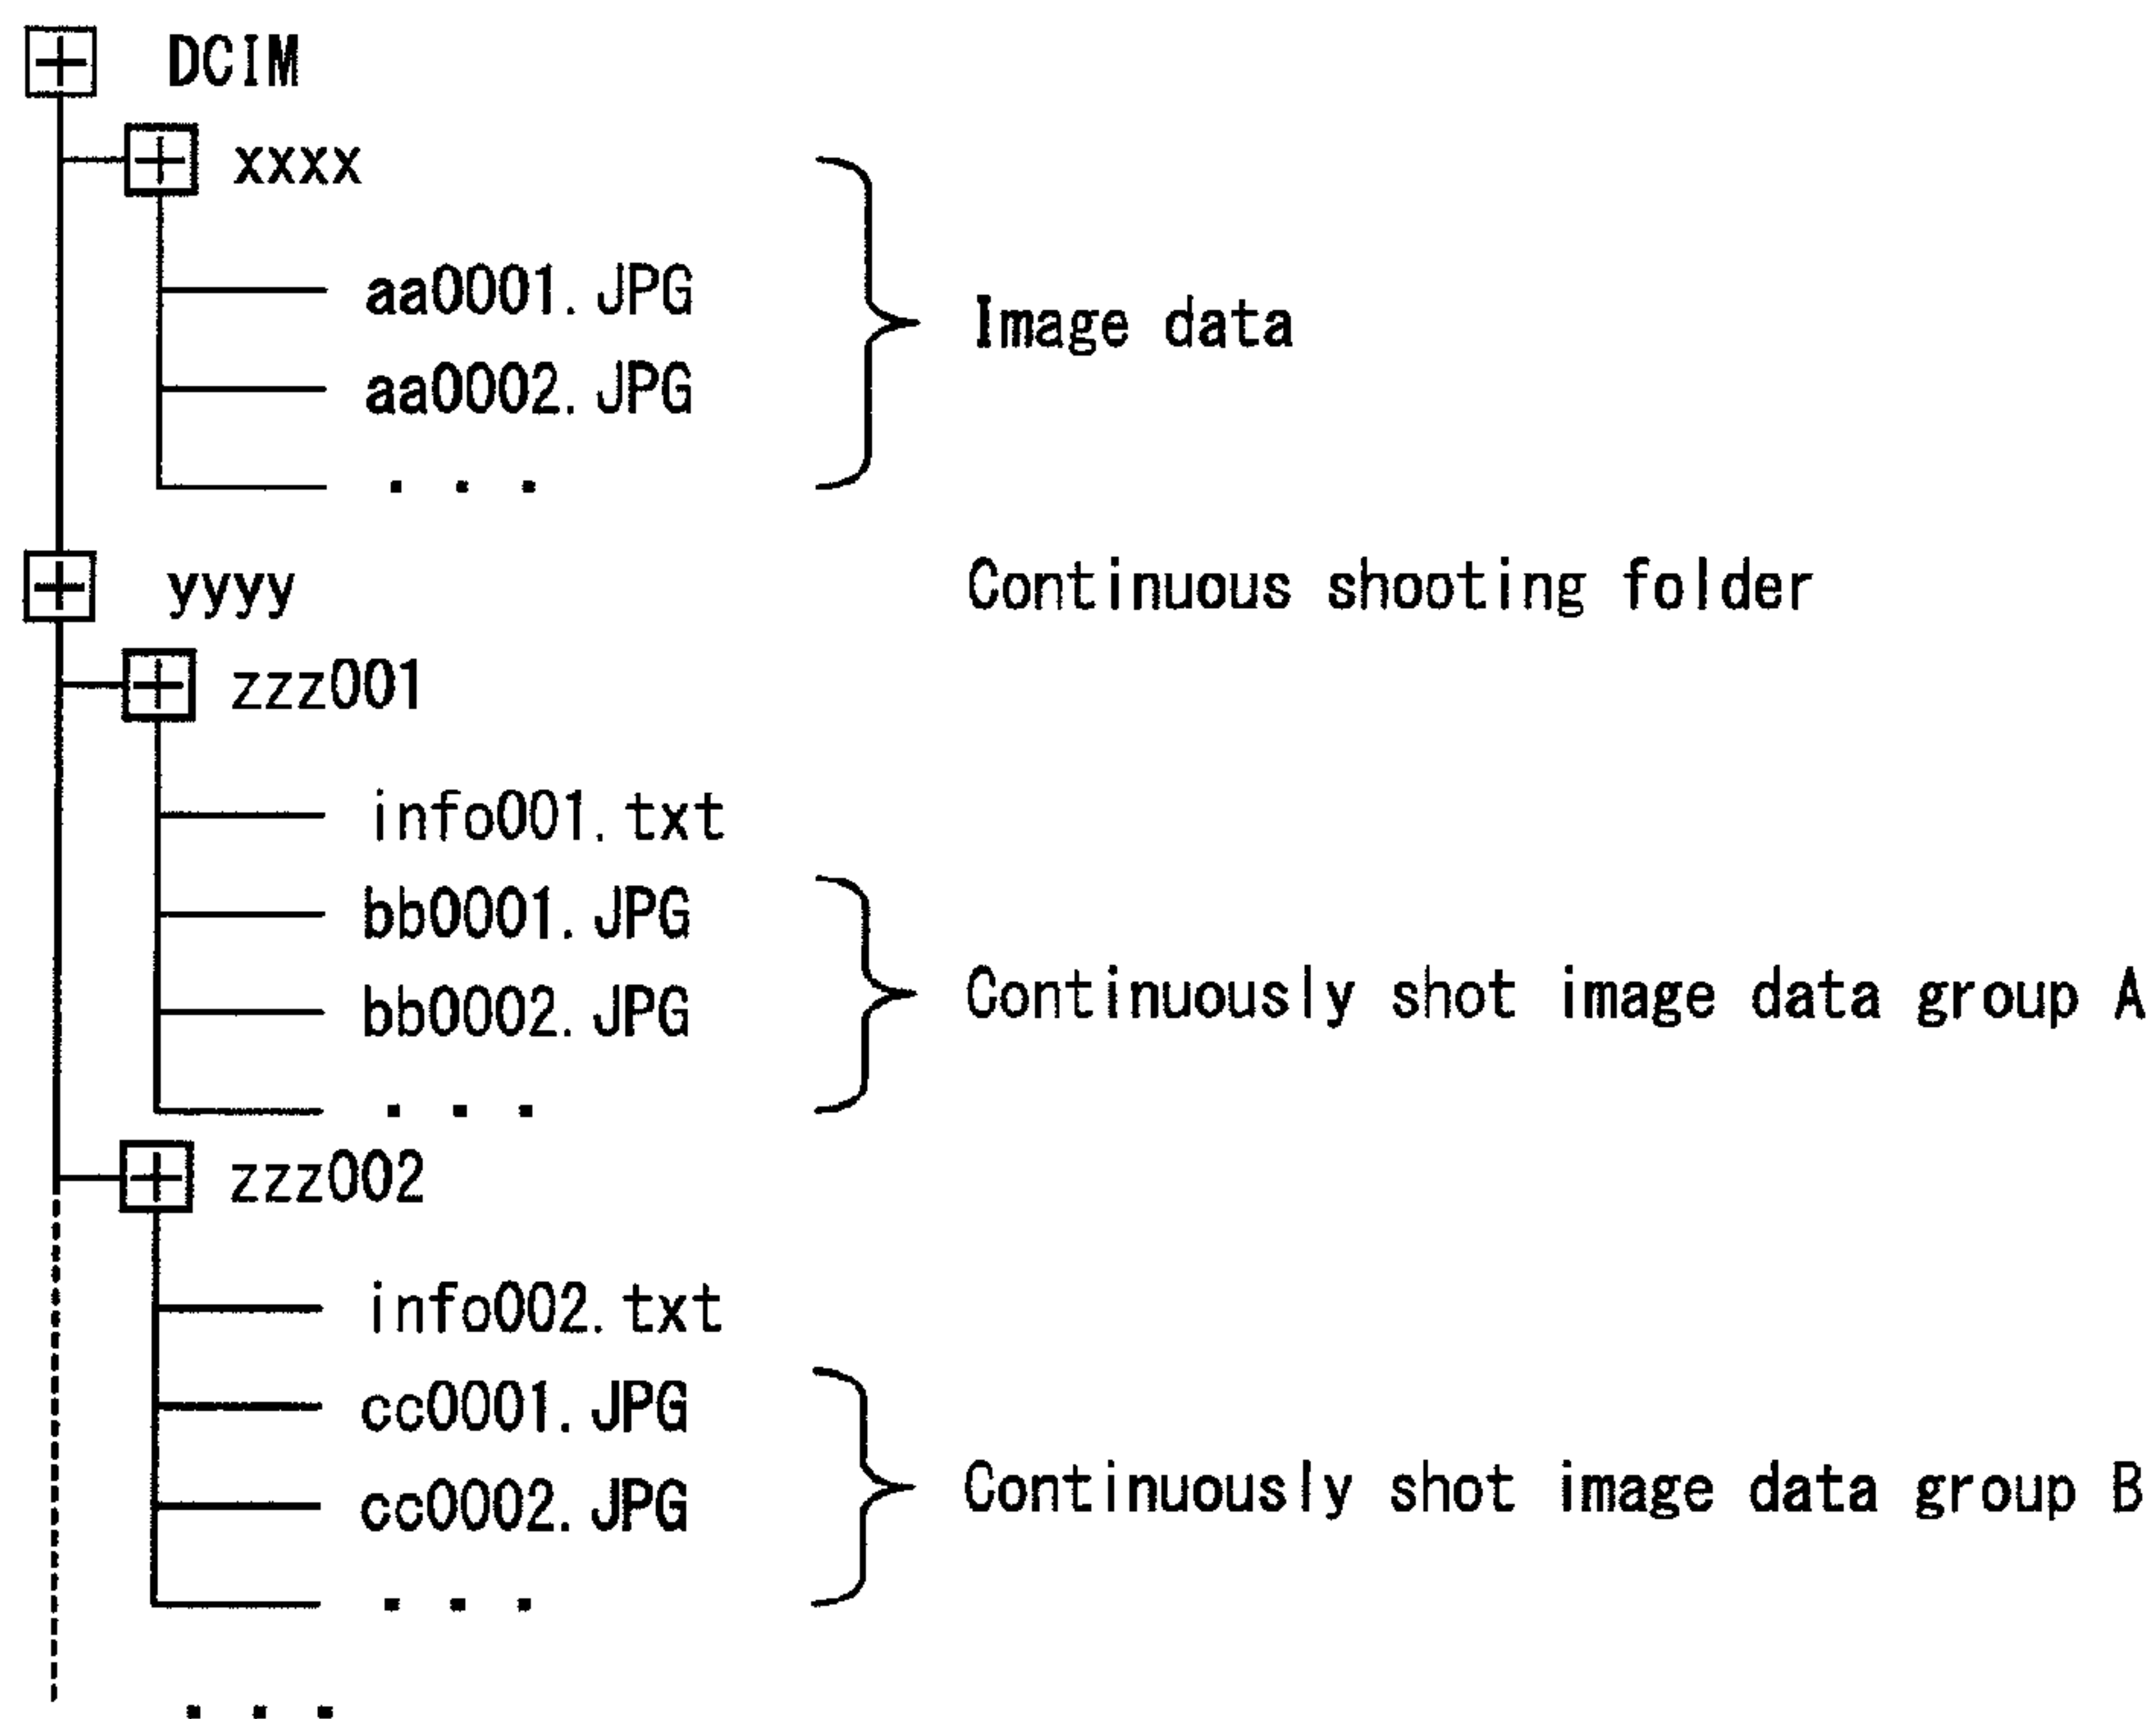 DCIM
xxxx
aa0001.JPG
Image data
aa0002.JPG
. . .
yyyy Continuous shooting folder
zzz001
info001.txt
bb0001.JPG
Continuously shot image data group A
bb0002.JPG
. . .
zzz002
info002.txt
cc0001.JPG
Continuously shot image data group B
cc0002.JPG
. . .
. . .